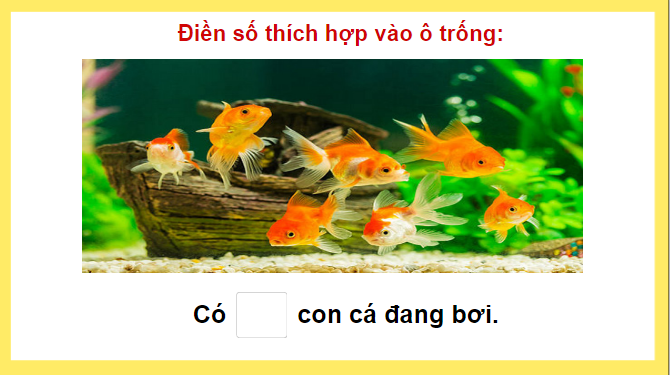 Điền số thích hợp vào ô trống:
Có con cá đang bơi.